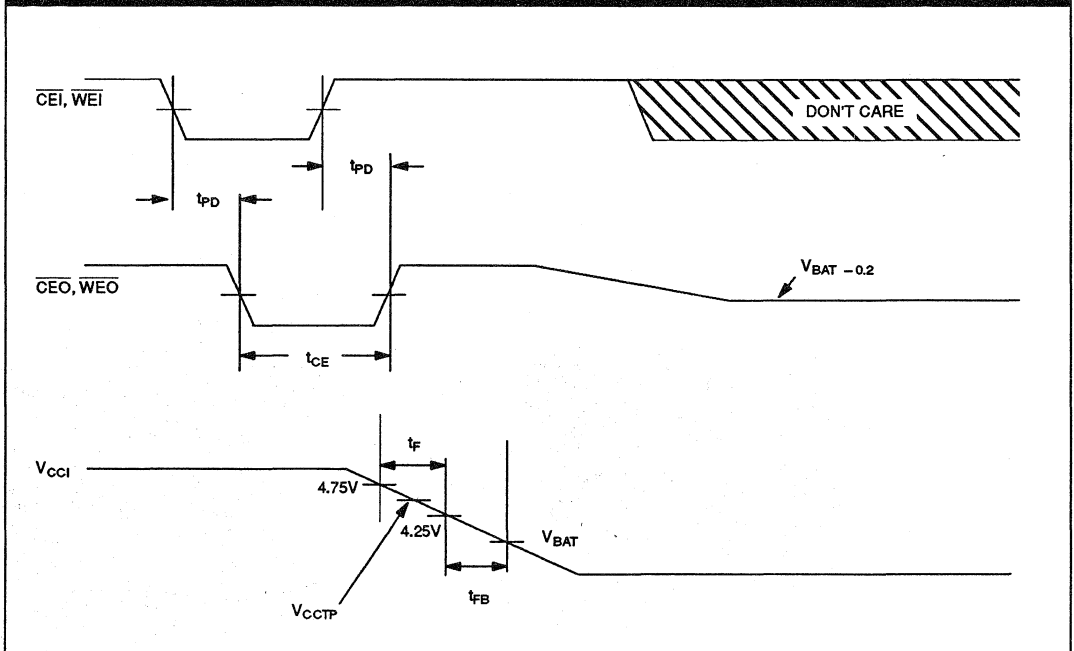 CEI, WEI
DON'T CARE
tPD
tPD
CEO, WEO
VBAT –0.2
tCE
VCCI
tF
4.75V
4.25V
VBAT
tFB
VCCTP